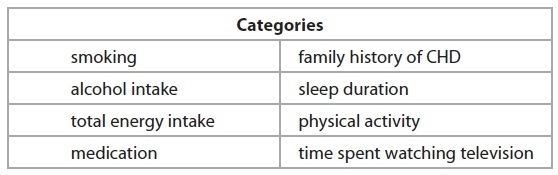 Categories
smoking family history of CHD
alcohol intake sleep duration
total energy intake physical activity
medication time spent watching television